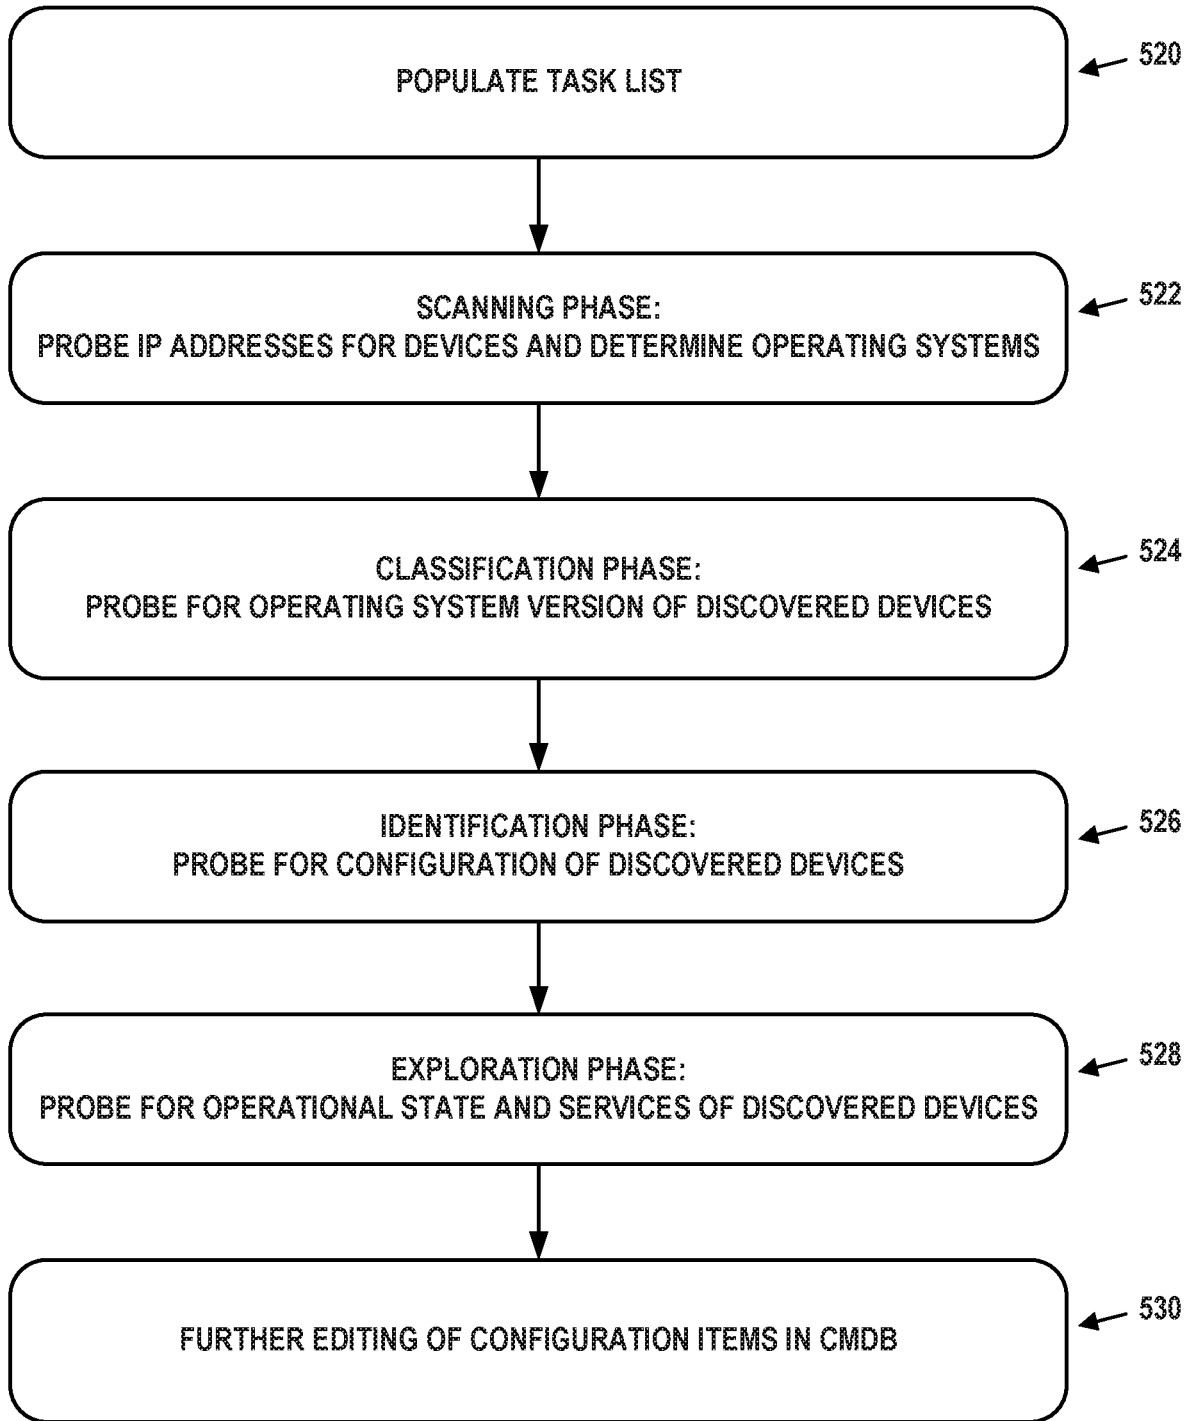 POPULATE TASK LIST
520
SCANNING PHASE:
PROBE IP ADDRESSES FOR DEVICES AND DETERMINE OPERATING SYSTEMS
522
CLASSIFICATION PHASE:
PROBE FOR OPERATING SYSTEM VERSION OF DISCOVERED DEVICES
524
IDENTIFICATION PHASE:
PROBE FOR CONFIGURATION OF DISCOVERED DEVICES
526
EXPLORATION PHASE:
PROBE FOR OPERATIONAL STATE AND SERVICES OF DISCOVERED DEVICES
528
FURTHER EDITING OF CONFIGURATION ITEMS IN CMDB
530